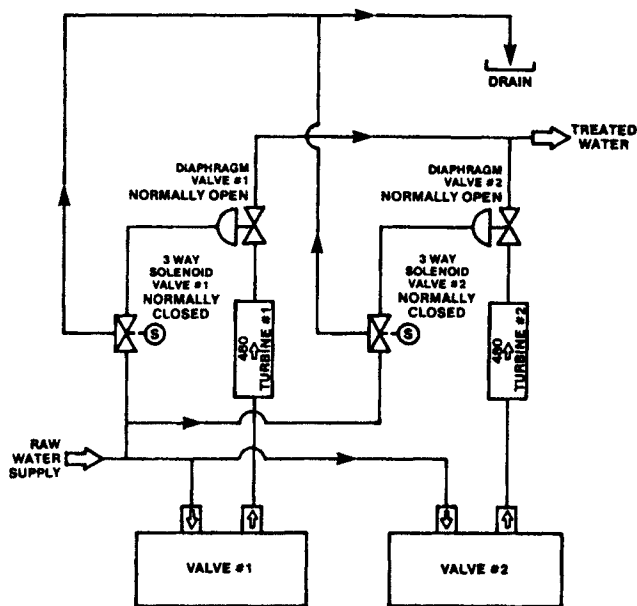 DRAIN
TREATED
WATER
DIAPHRAGM
VALVE #1
NORMALLY OPEN
DIAPHRAGM
VALVE #2
NORMALLY OPEN
3 WAY
SOLENOID
VALVE #1
NORMALLY
CLOSED
S
460
TURBINE #1
3 WAY
SOLENOID
VALVE #2
NORMALLY
CLOSED
S
460
TURBINE #2
RAW
WATER
SUPPLY
VALVE #1
VALVE #2